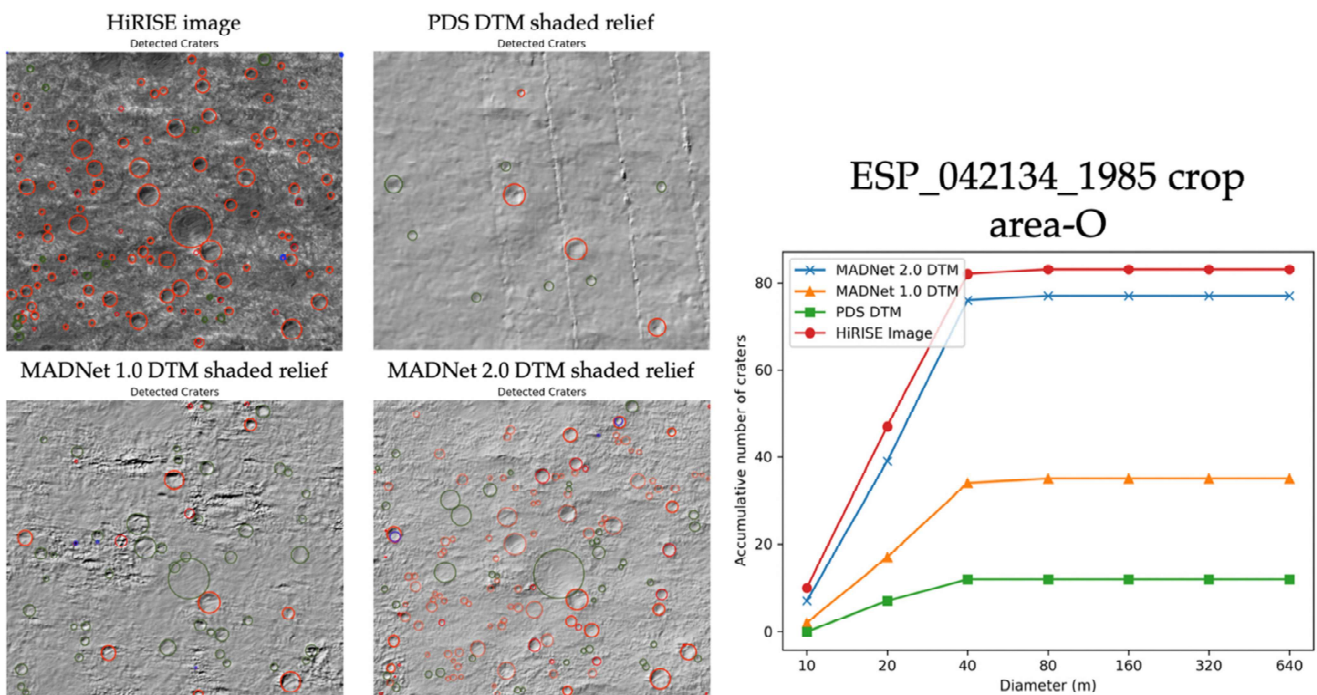 HiRISE image
Detected Craters
PDS DTM shaded relief
Detected Craters
MADNet 1.0 DTM shaded relief
Detected Craters
MADNet 2.0 DTM shaded relief
Detected Craters
ESP_042134_1985 crop
area-O
MADNet 2.0 DTM
MADNet 1.0 DTM
PDS DTM
HiRISE Image
Accumulative number of craters
80
60
40
20
0
10 20 40 80 160 320 640
Diameter (m)